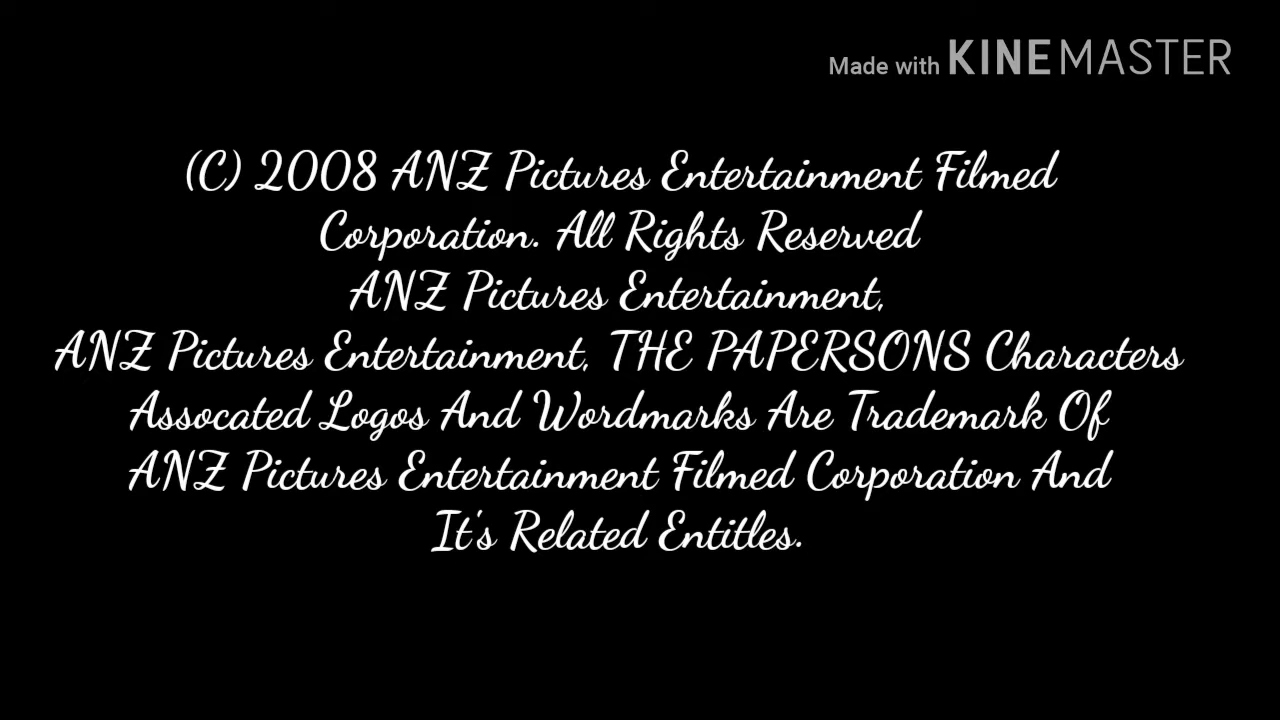 Made with KINEMASTER
(C) 2008 ANZ Pictures Entertainment Filmed
Corporation. All Rights Reserved
ANZ Pictures Entertainment,
ANZ Pictures Entertainment, THE PAPERSONS Characters
Assocated Logos And Wordmarks Are Trademark Of
ANZ Pictures Entertainment Filmed Corporation And
It's Related Entitles.